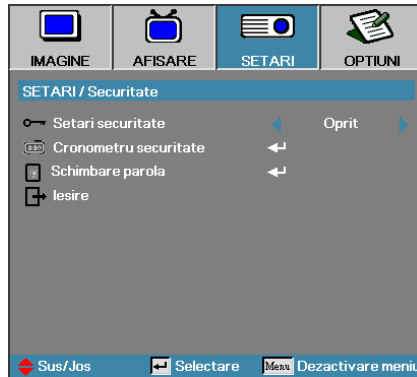 IMAGINE AFISARE SETARI OPTIUNI
SETARI / Securitate
Setari securitate Oprit
Cronometru securitate
Schimbare parola
Iesire
Sus/Jos Selectare Menu Dezactivare meniu